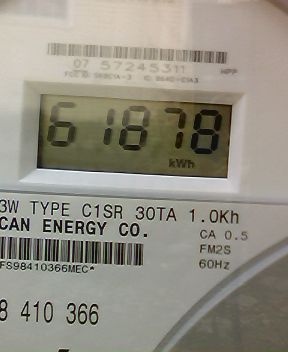 07 57245311
HPP
61878
kWh
3W TYPE C1SR 30TA 1.0Kh
CAN ENERGY CO.
CA 0.5
FM2S
60Hz
FS98410366MEC*
8 410 366